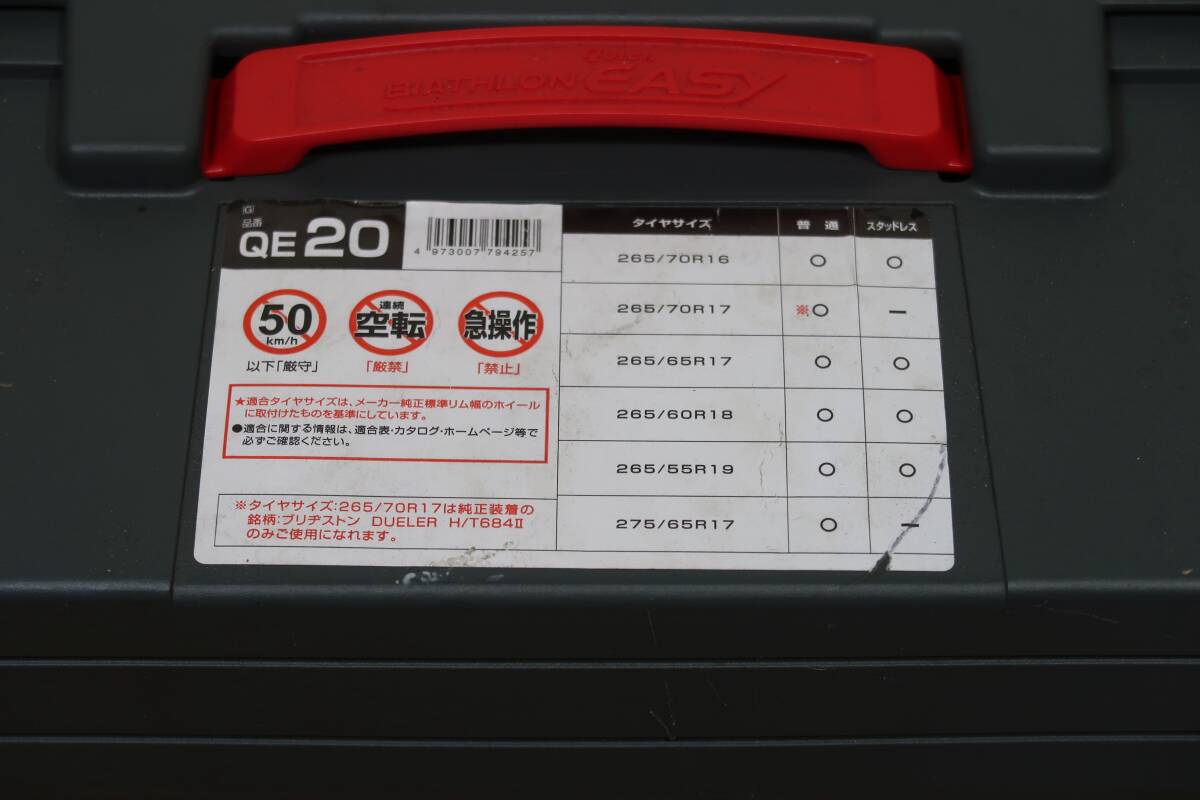 Quick
BIATHLON EASY
G
品番
QE 20
4 973007 794257
50
km/h
以下「厳守」
連続
空転
「厳禁」
急操作
「禁止」
★適合タイヤサイズは、メーカー純正標準リム幅のホイール
に取付けたものを基準にしています。
●適合に関する情報は、適合表・カタログ・ホームページ等で
必ずご確認ください。
※タイヤサイズ:265/70R17は純正装着の
銘柄:ブリヂストン DUELER H/T684Ⅱ
のみご使用になれます。
タイヤサイズ 普通 スタッドレス
265/70R16 ○ ○
265/70R17 ※○ ー
265/65R17 ○ ○
265/60R18 ○ ○
265/55R19 ○ ○
275/65R17 ○ ー